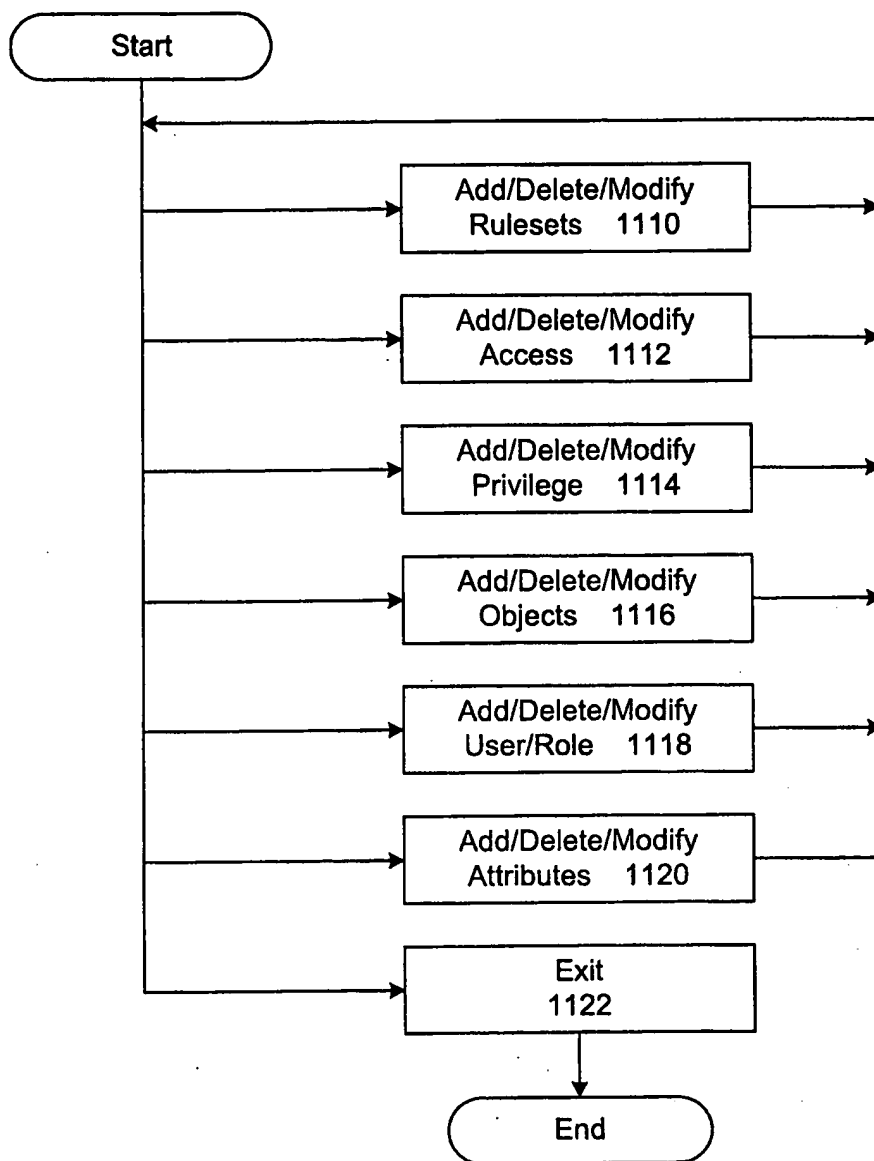 Start
Add/Delete/Modify
Rulesets 1110
Add/Delete/Modify
Access 1112
Add/Delete/Modify
Privilege 1114
Add/Delete/Modify
Objects 1116
Add/Delete/Modify
User/Role 1118
Add/Delete/Modify
Attributes 1120
Exit
1122
End